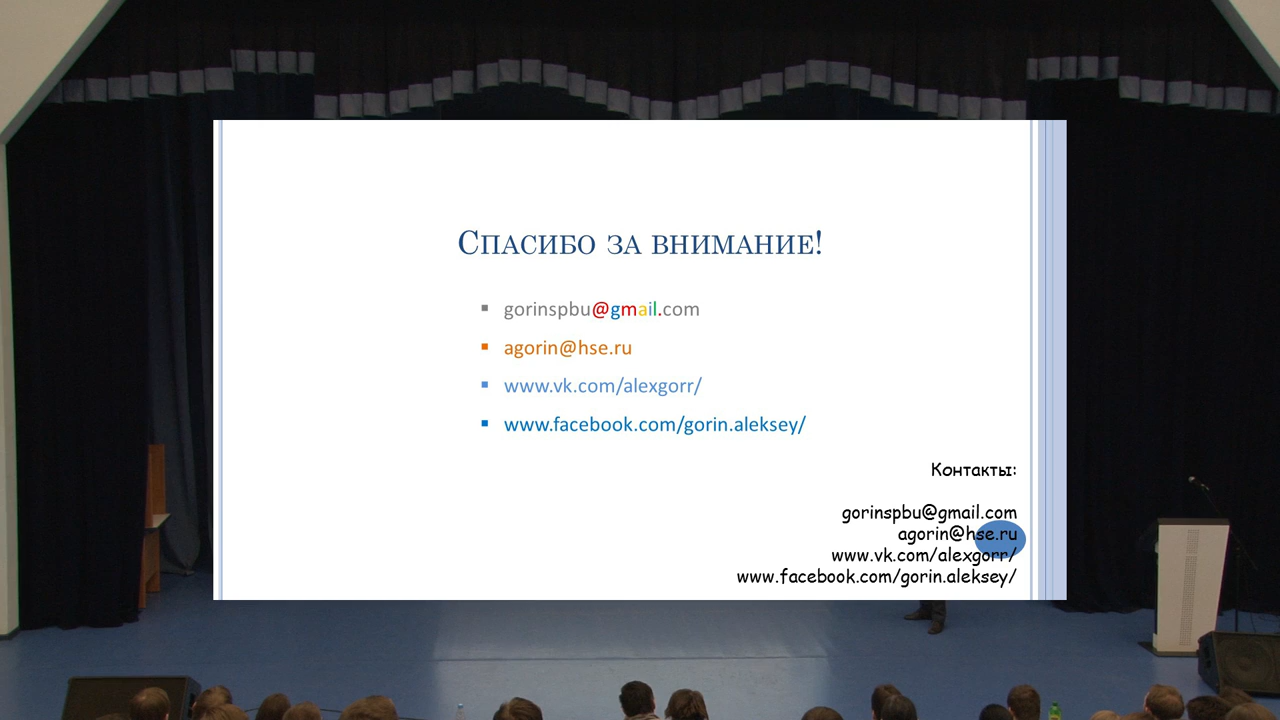 Спасибо за внимание!
gorinspbu@gmail.com
agorin@hse.ru
www.vk.com/alexgorr/
www.facebook.com/gorin.aleksey/
Контакты:
gorinspbu@gmail.com
agorin@hse.ru
www.vk.com/alexgorr/
www.facebook.com/gorin.aleksey/